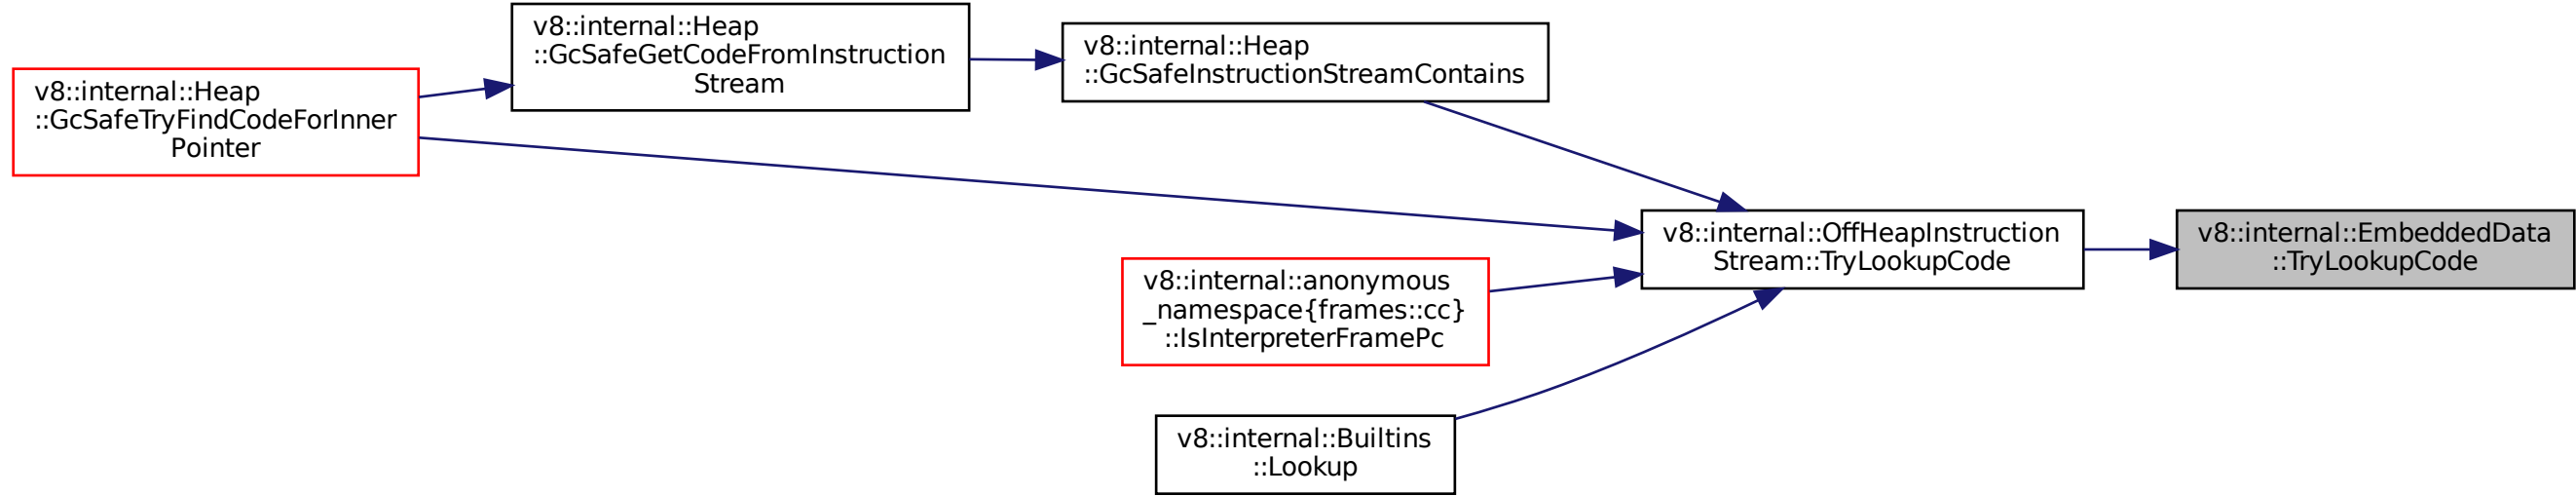 v8::internal::Heap
::GcSafeTryFindCodeForInner
Pointer
v8::internal::Heap
::GcSafeGetCodeFromInstruction
Stream
v8::internal::Heap
::GcSafeInstructionStreamContains
v8::internal::anonymous
_namespace{frames::cc}
::IsInterpreterFramePc
v8::internal::Builtins
::Lookup
v8::internal::OffHeapInstruction
Stream::TryLookupCode
v8::internal::EmbeddedData
::TryLookupCode